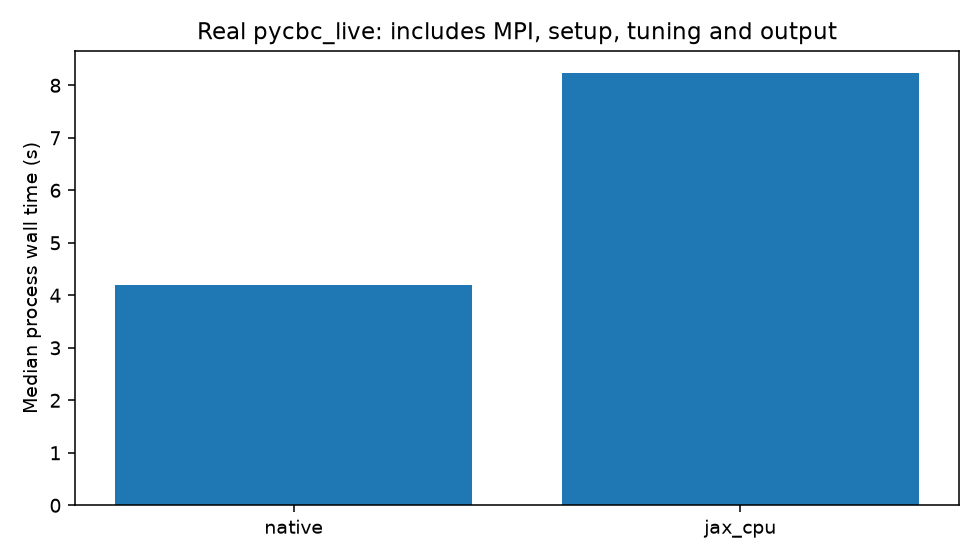 Real pycbc_live: includes MPI, setup, tuning and output
Median process wall time (s)
8
7
6
5
4
3
2
1
0
native
jax_cpu